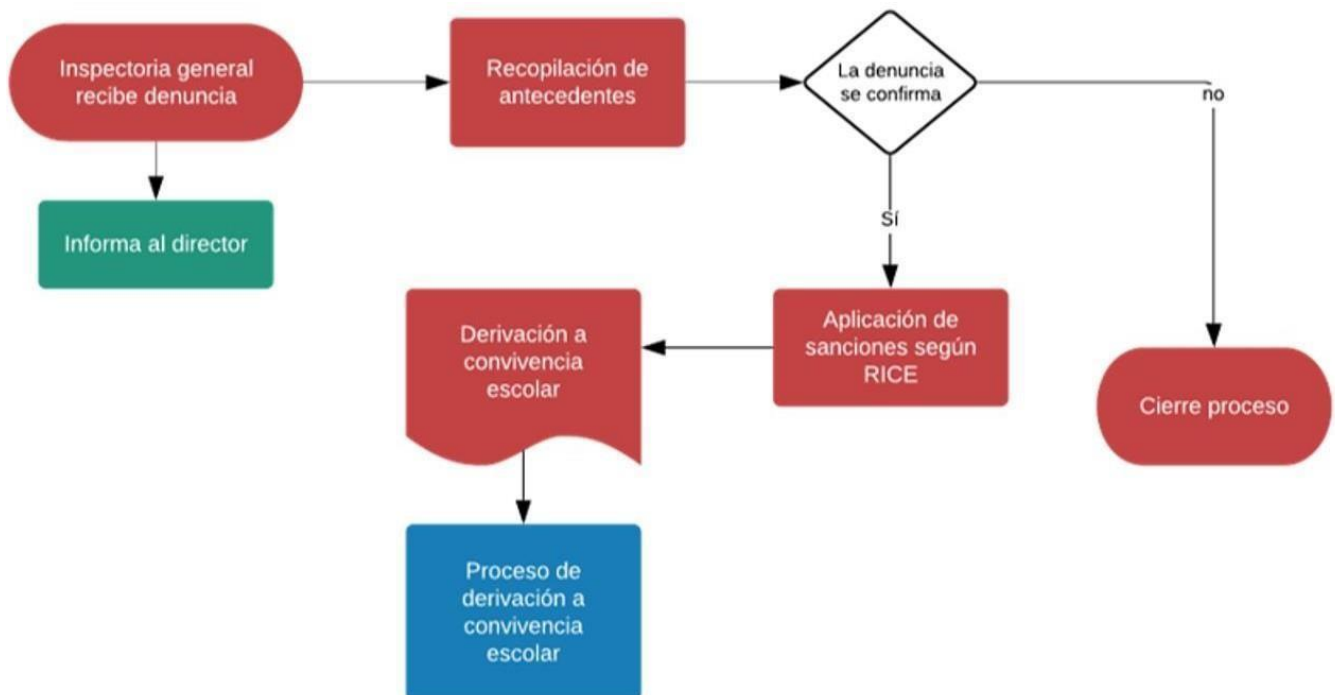 Inspectoria general
recibe denuncia
Recopilación de
antecedentes
La denuncia
se confirma
no
Informa al director
Sí
Derivación a
convivencia
escolar
Aplicación de
sanciones según
RICE
Cierre proceso
Proceso de
derivación a
convivencia
escolar